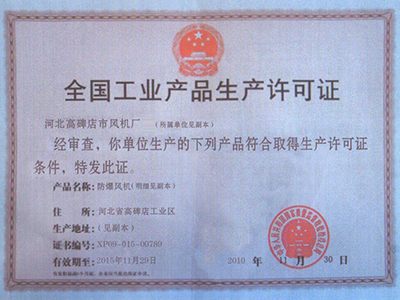 全国工业产品生产许可证
河北高碑店市风机厂 (所属单位见副本)
经审查,你单位生产的下列产品符合取得生产许可证
条件,特发此证。
产品名称:防爆风机(明细见副本)
住 所:河北省高碑店工业区
生产地址:(见副本)
证书编号:XP09-015-00789
有效期至:2015年11月29日
2010 年 11 月 30 日